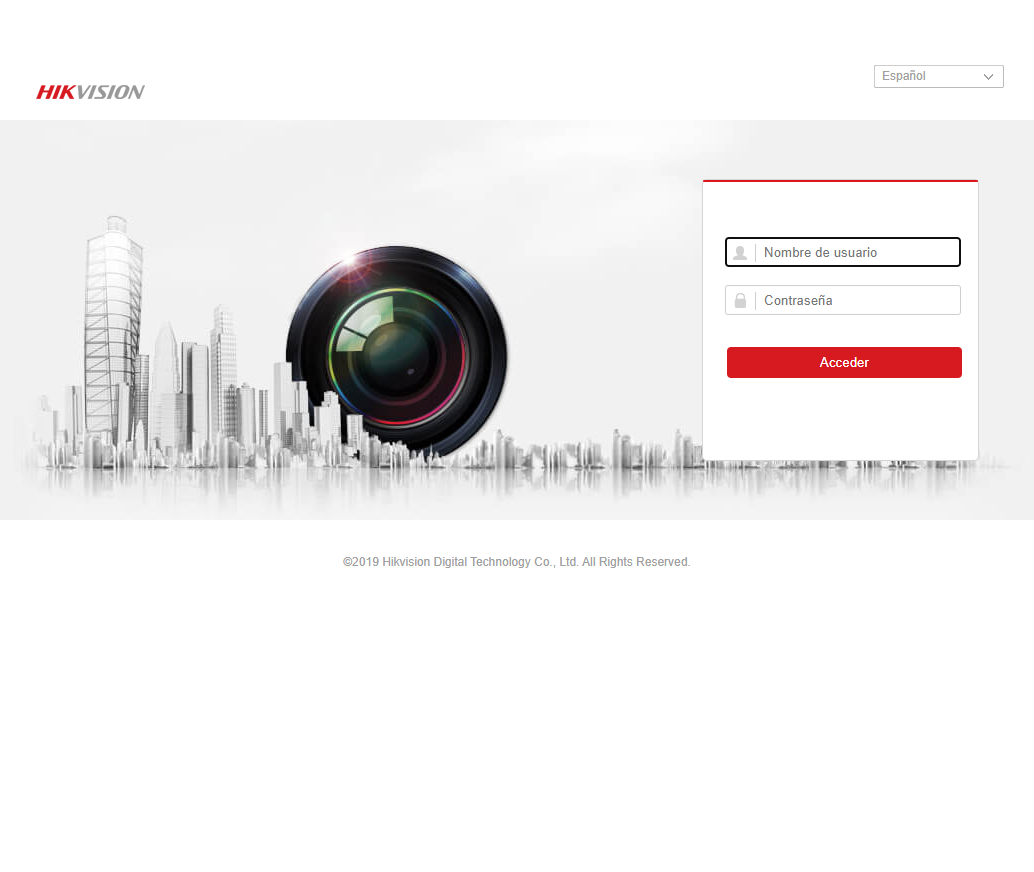 HIKVISION
Español
Nombre de usuario
Contraseña
Acceder
©2019 Hikvision Digital Technology Co., Ltd. All Rights Reserved.